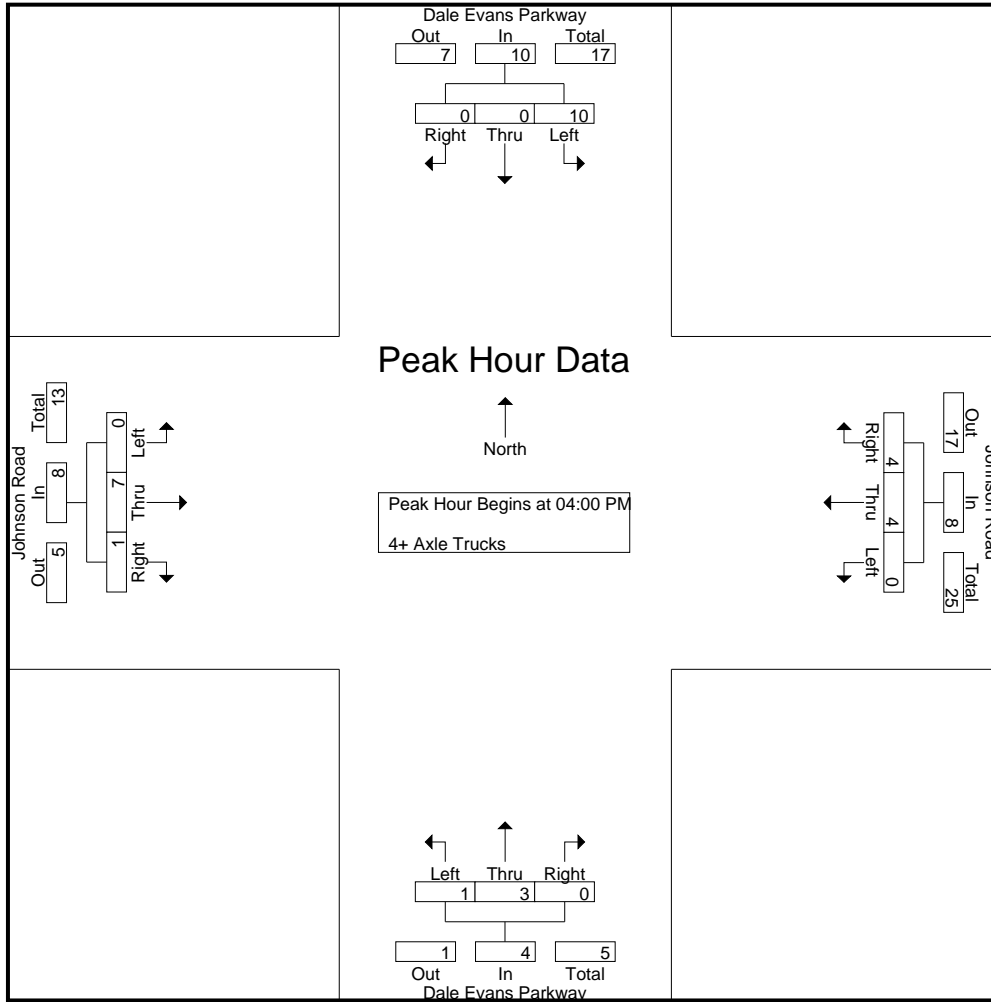 Dale Evans Parkway
Out In Total
7 10 17
0 0 10
Right Thru Left
Peak Hour Data
North
Peak Hour Begins at 04:00 PM
4+ Axle Trucks
Johnson Road
Out In Total
5 8 13
Left Thru Right
0 7 1
Johnson Road
Out In Total
17 8 25
Right Thru Left
4 4 0
Left Thru Right
1 3 0
1 4 5
Out In Total
Dale Evans Parkway